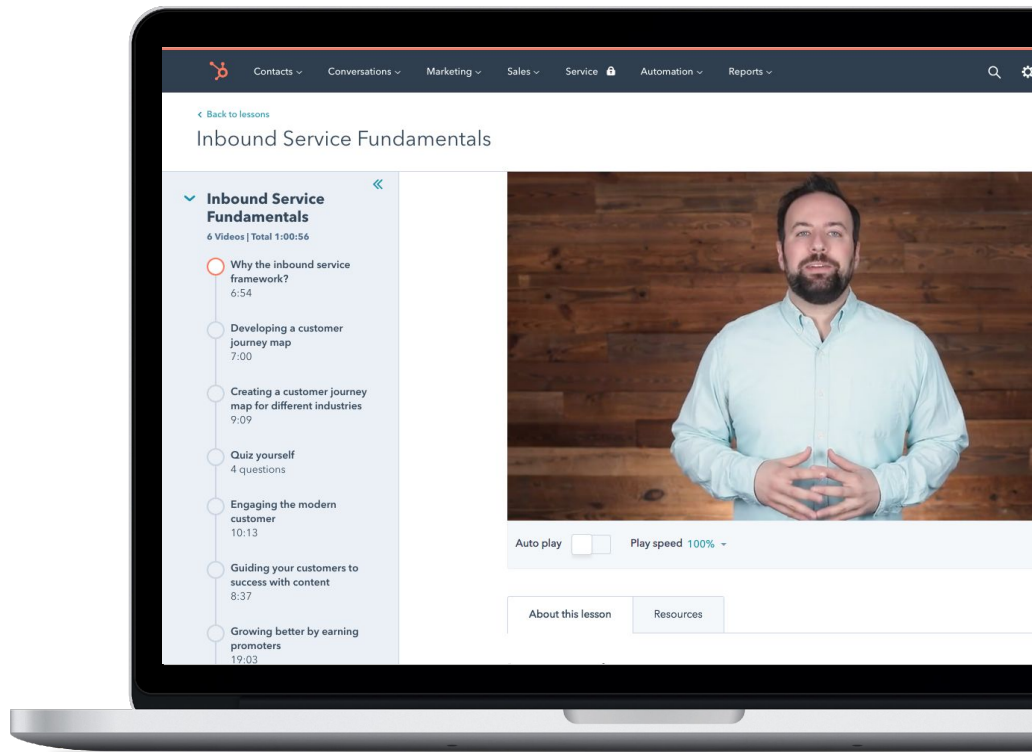 Contacts Conversations Marketing Sales Service Automation Reports
Back to lessons
Inbound Service Fundamentals
Inbound Service
Fundamentals
6 Videos | Total 1:00:56
Why the inbound service
framework?
6:54
Developing a customer
journey map
7:00
Creating a customer journey
map for different industries
9:09
Quiz yourself
4 questions
Engaging the modern
customer
10:13
Guiding your customers to
success with content
8:37
Growing better by earning
promoters
19:03
Auto play Play speed 100%
About this lesson Resources